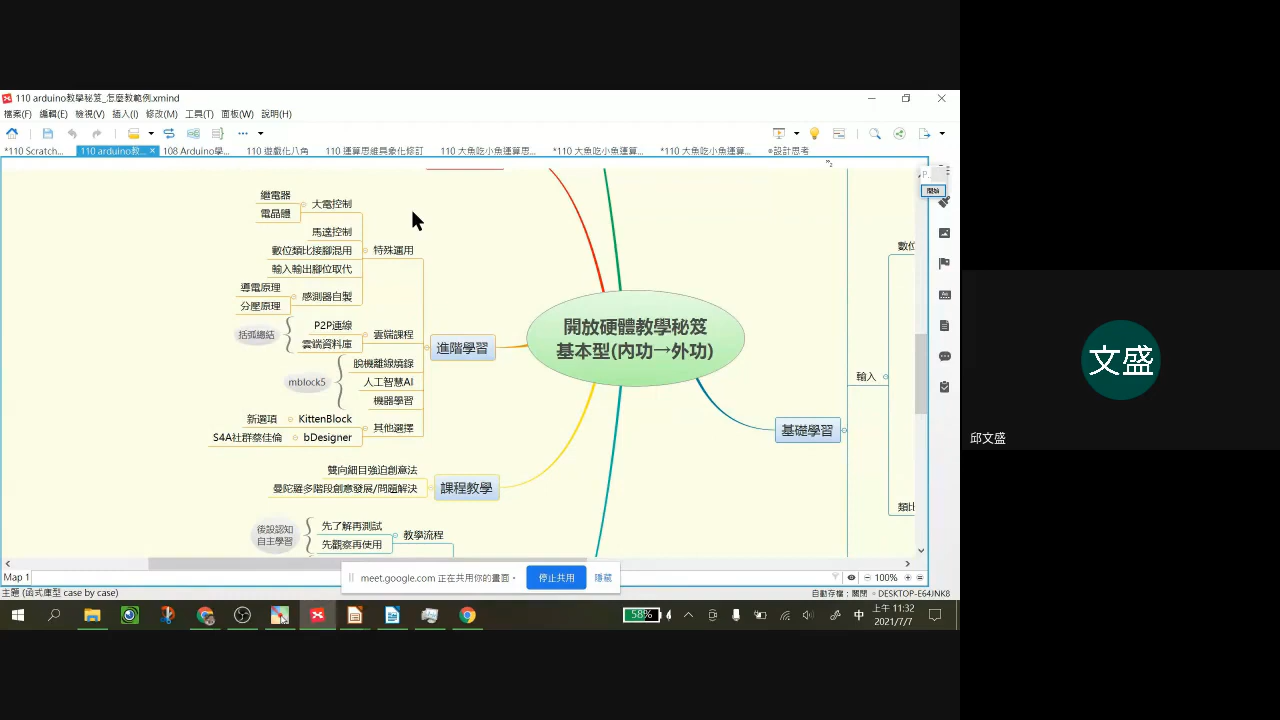 110 arduino教學秘笈_怎麼教範例.xmind
檔案(F) 編輯(E) 檢視(V) 插入(I) 修改(M) 工具(T) 面板(W) 說明(H)
*110 Scratch... 110 arduino教... 108 Arduino學... 110 遊戲化八角 110 運算思維具象化修訂 110 大魚吃小魚運算思... *110 大魚吃小魚運算... *110 大魚吃小魚運算... 設計思考
開始
繼電器
電晶體
大電控制
馬達控制
數位類比接腳混用
輸入輸出腳位取代
導電原理
分壓原理
感測器自製
特殊運用
括弧總結
P2P連線
雲端資料庫
雲端課程
mblock5
脫機離線燒錄
人工智慧AI
機器學習
新選項
KittenBlock
S4A社群蔡佳倫
bDesigner
其他選擇
進階學習
開放硬體教學秘笈
基本型(內功→外功)
數位
輸入
基礎學習
類比
雙向細目強迫創意法
曼陀羅多階段創意發展/問題解決
課程教學
後設認知
自主學習
先了解再測試
先觀察再使用
教學流程
Map 1
100%
meet.google.com 正在共用你的畫面。
停止共用
隱藏
主題 (函式庫型 case by case)
自動存檔：關閉
DESKTOP-E64JNK8
58%
中
上午 11:32
2021/7/7
文盛
邱文盛